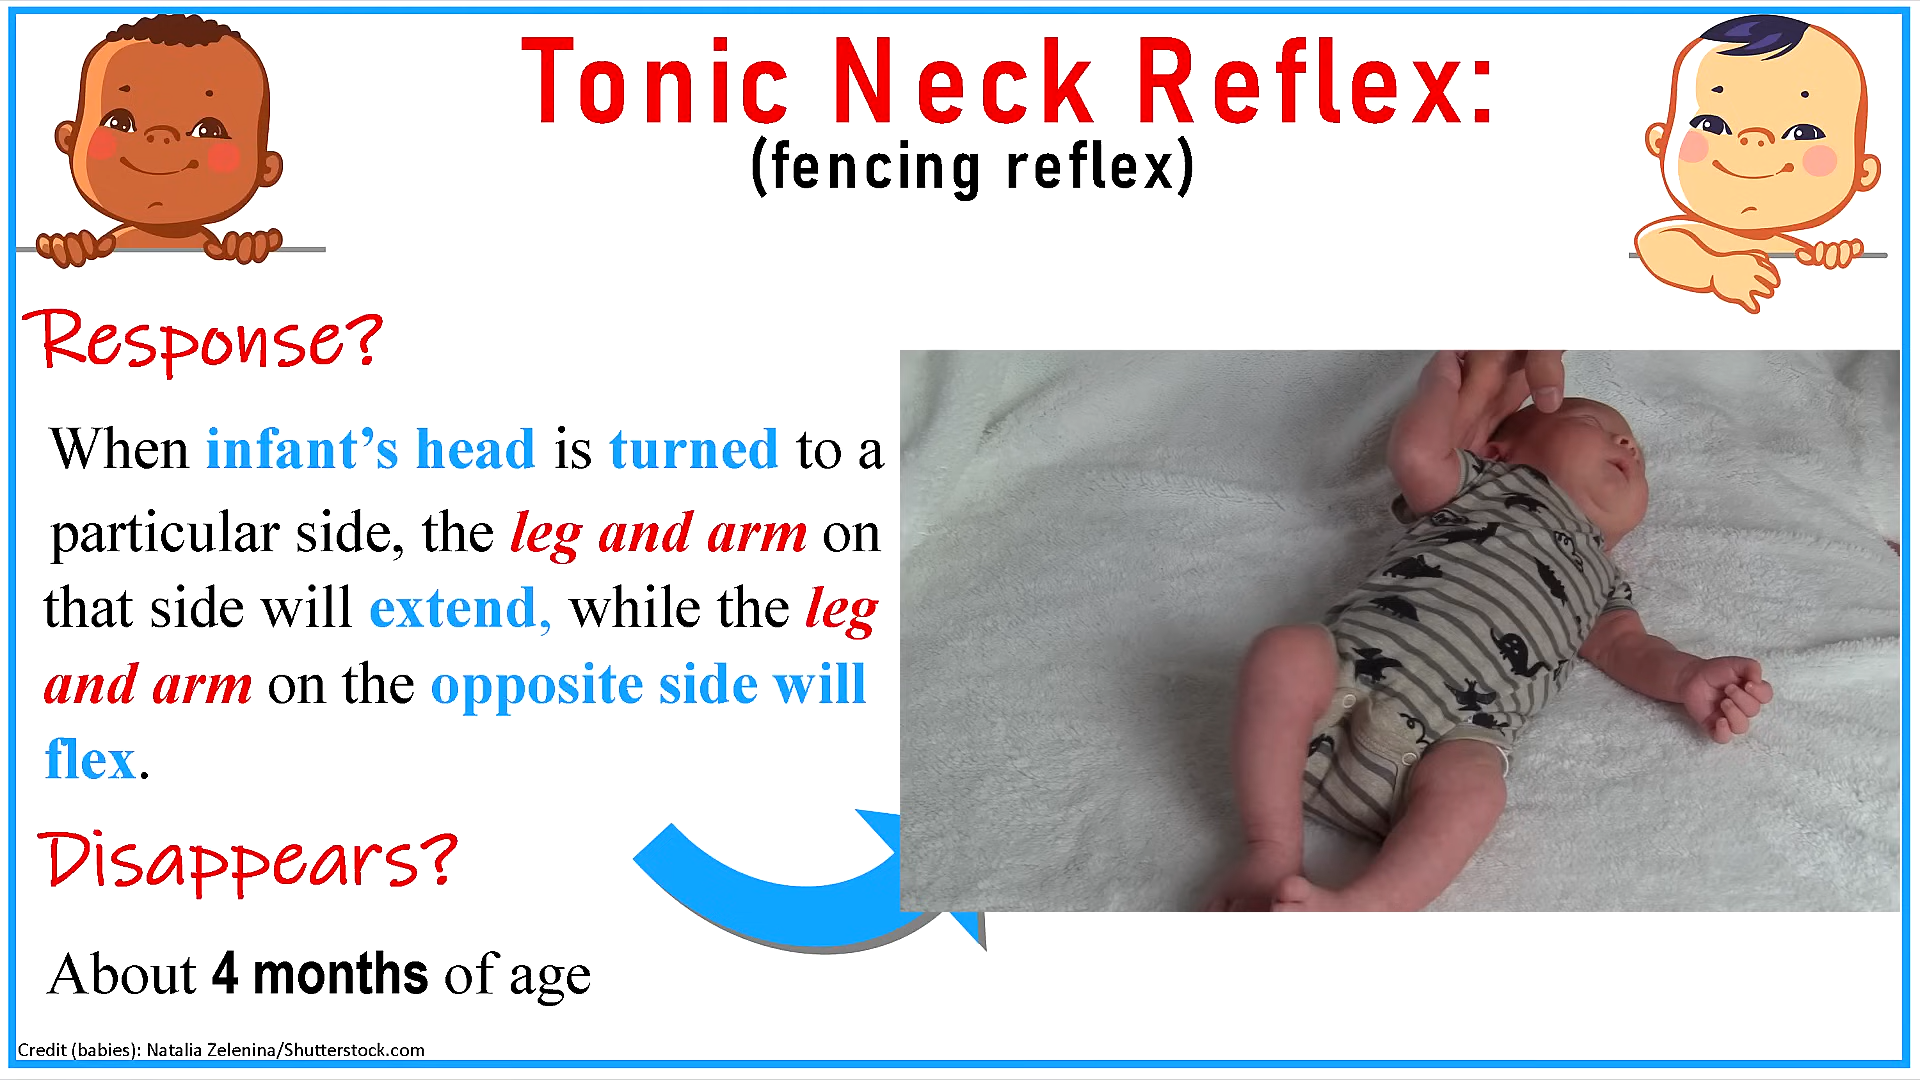 Tonic Neck Reflex:
(fencing reflex)
Response?
When infant's head is turned to a
particular side, the leg and arm on
that side will extend, while the leg
and arm on the opposite side will
flex.
Disappears?
About 4 months of age
Credit (babies): Natalia Zelenina/Shutterstock.com